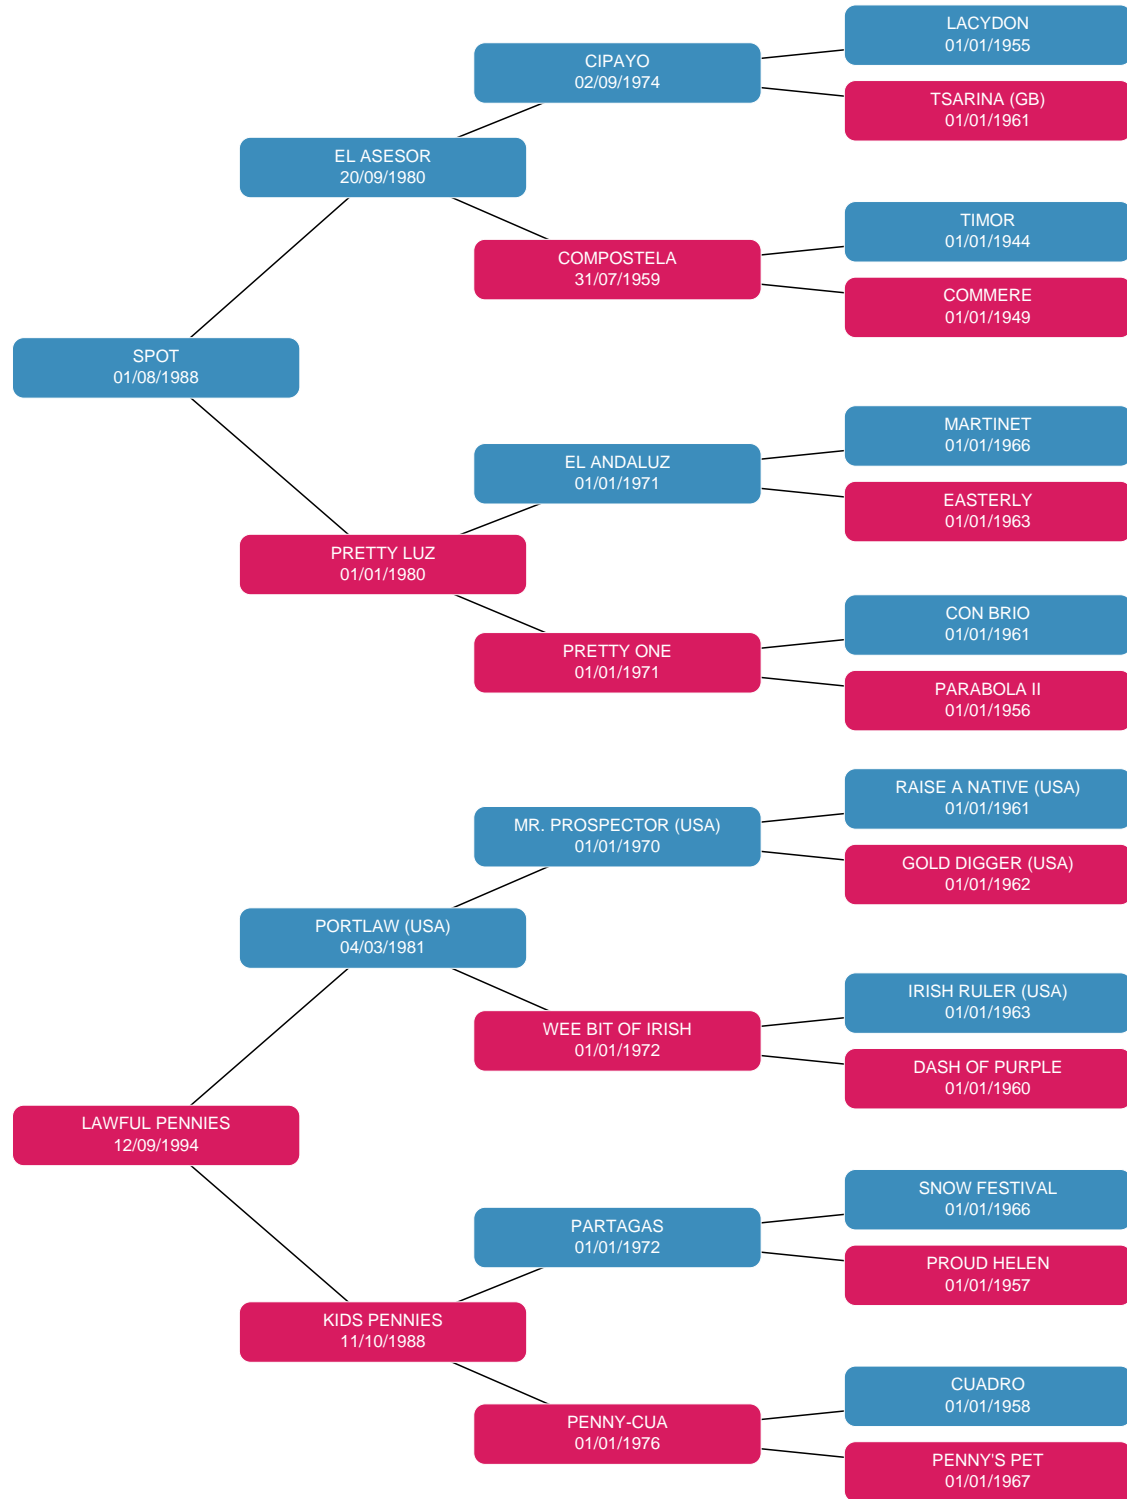 LACYDON
01/01/1955
CIPAYO
02/09/1974
TSARINA (GB)
01/01/1961
EL ASESOR
20/09/1980
TIMOR
01/01/1944
COMPOSTELA
31/07/1959
COMMERE
01/01/1949
SPOT
01/08/1988
MARTINET
01/01/1966
EL ANDALUZ
01/01/1971
EASTERLY
01/01/1963
PRETTY LUZ
01/01/1980
CON BRIO
01/01/1961
PRETTY ONE
01/01/1971
PARABOLA II
01/01/1956
RAISE A NATIVE (USA)
01/01/1961
MR. PROSPECTOR (USA)
01/01/1970
GOLD DIGGER (USA)
01/01/1962
PORTLAW (USA)
04/03/1981
IRISH RULER (USA)
01/01/1963
WEE BIT OF IRISH
01/01/1972
DASH OF PURPLE
01/01/1960
LAWFUL PENNIES
12/09/1994
SNOW FESTIVAL
01/01/1966
PARTAGAS
01/01/1972
PROUD HELEN
01/01/1957
KIDS PENNIES
11/10/1988
CUADRO
01/01/1958
PENNY-CUA
01/01/1976
PENNY'S PET
01/01/1967